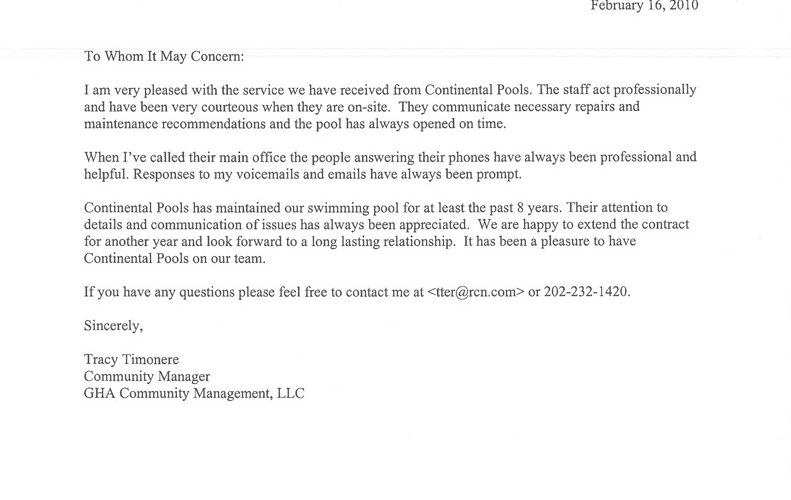 February 16, 2010
To Whom It May Concern:
I am very pleased with the service we have received from Continental Pools. The staff act professionally
and have been very courteous when they are on-site.  They communicate necessary repairs and
maintenance recommendations and the pool has always opened on time.
When I've called their main office the people answering their phones have always been professional and
helpful. Responses to my voicemails and emails have always been prompt.
Continental Pools has maintained our swimming pool for at least the past 8 years. Their attention to
details and communication of issues has always been appreciated.  We are happy to extend the contract
for another year and look forward to a long lasting relationship.  It has been a pleasure to have
Continental Pools on our team.
If you have any questions please feel free to contact me at <tter@rcn.com> or 202-232-1420.
Sincerely,
Tracy Timonere
Community Manager
GHA Community Management, LLC